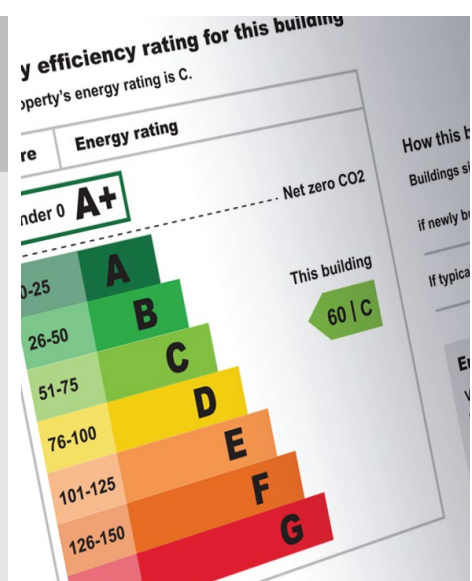 y efficiency rating for this building
operty's energy rating is C.
re Energy rating
nder 0 A+
Net zero CO2
0-25 A
26-50 B
51-75 C
76-100 D
101-125 E
126-150 F
G
This building
60 | C
How this b
Buildings si
if newly bu
If typica